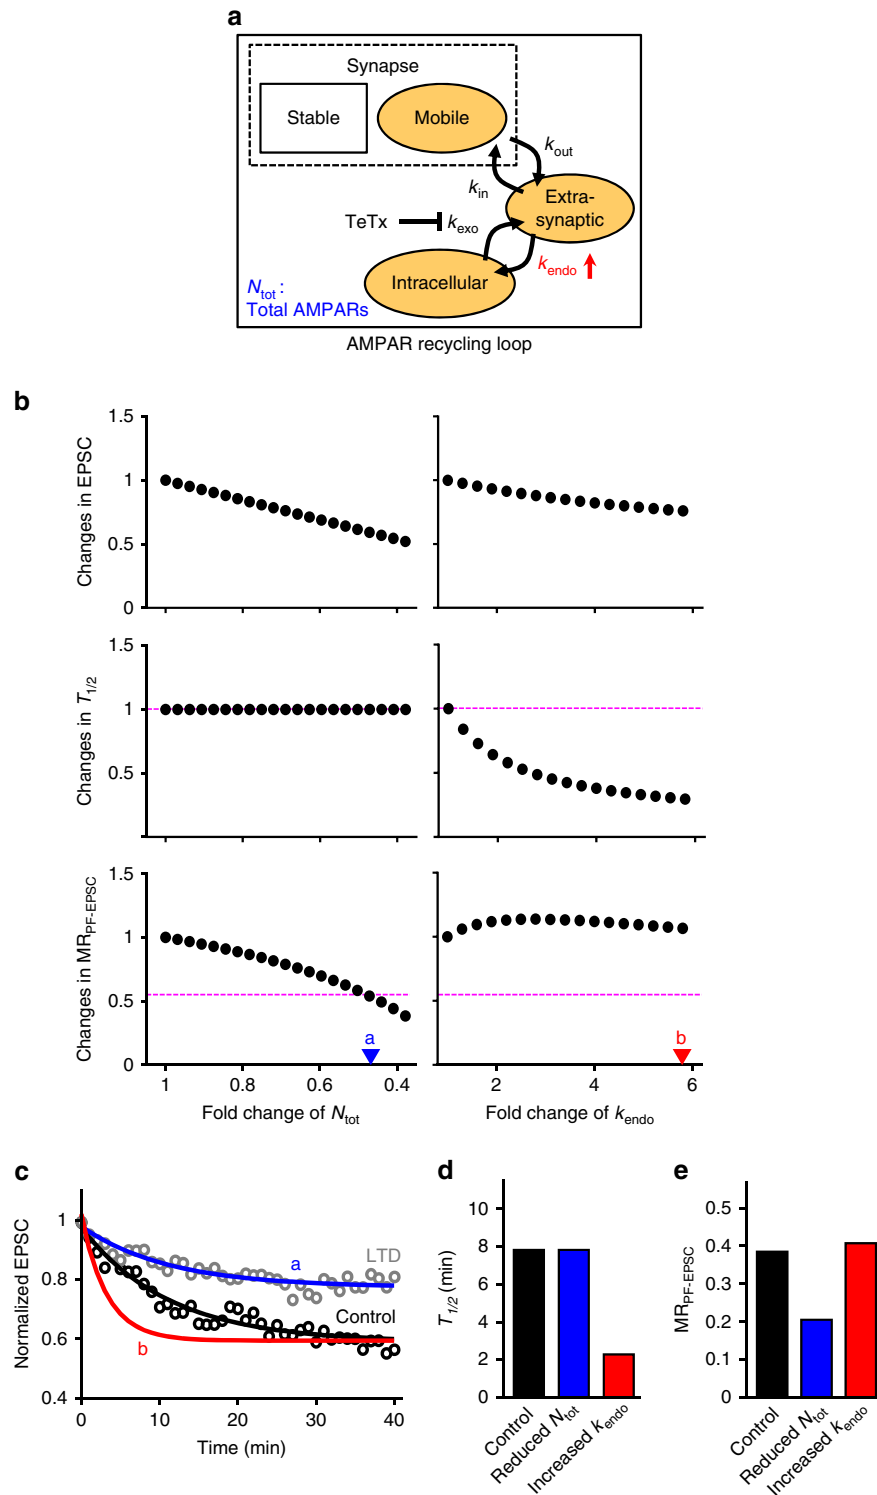 a
Synapse
Stable
Mobile
k_out
k_in
Extra-
synaptic
TeTx
k_exo
Intracellular
k_endo
N_tot:
Total AMPARs
AMPAR recycling loop
b
Changes in EPSC
1.5
1
0.5
0
Changes in T_1/2
1.5
1
0.5
Changes in MR_PF-EPSC
1.5
1
0.5
0
a
b
1 0.8 0.6 0.4
2 4 6
Fold change of N_tot
Fold change of k_endo
c
Normalized EPSC
1
0.8
0.6
0.4
a
LTD
Control
b
0 10 20 30 40
Time (min)
d
T_1/2 (min)
10
8
6
4
2
0
Control
Reduced N_tot
Increased k_endo
e
MR_PF-EPSC
0.5
0.4
0.3
0.2
0.1
0
Control
Reduced N_tot
Increased k_endo